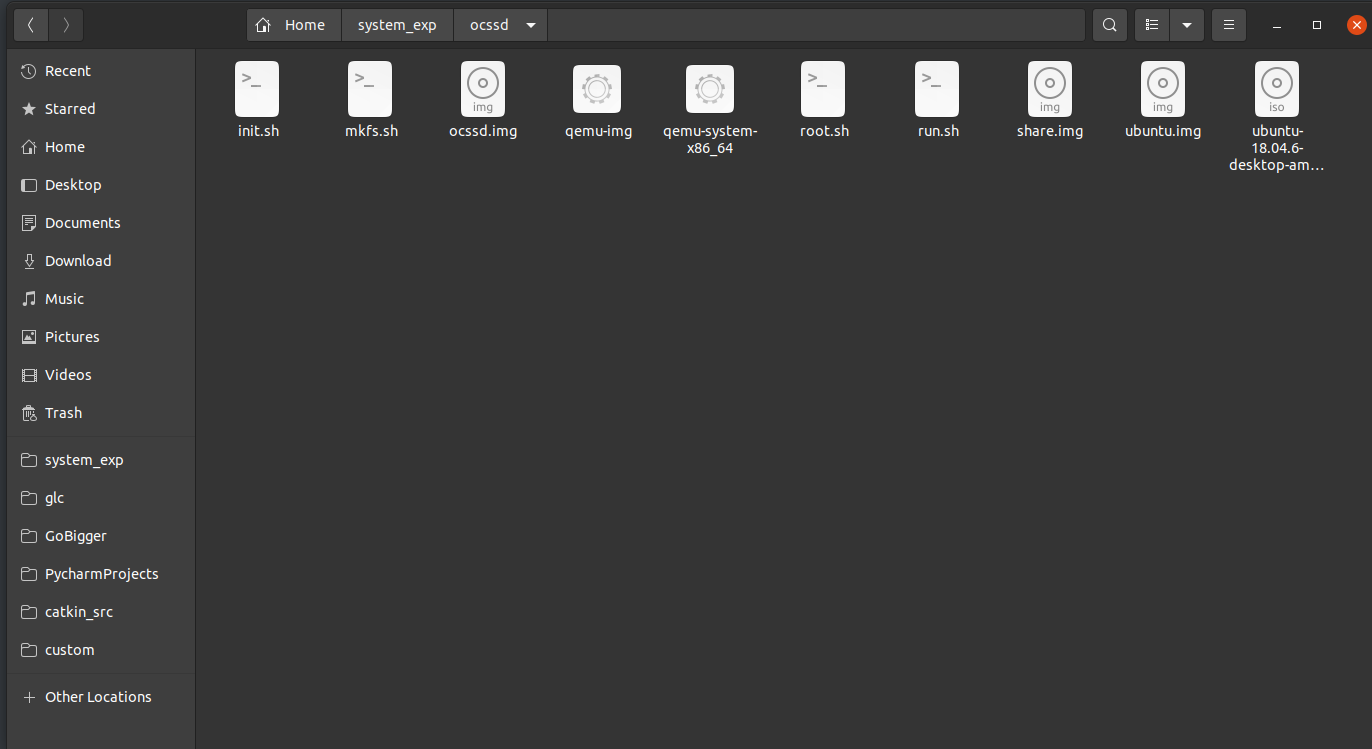 Home
system_exp
ocssd
Recent
Starred
Home
Desktop
Documents
Download
Music
Pictures
Videos
Trash
system_exp
glc
GoBigger
PycharmProjects
catkin_src
custom
Other Locations
>_
init.sh
>_
mkfs.sh
img
ocssd.img
qemu-img
qemu-system-
x86_64
>_
root.sh
>_
run.sh
img
share.img
img
ubuntu.img
iso
ubuntu-
18.04.6-
desktop-am…